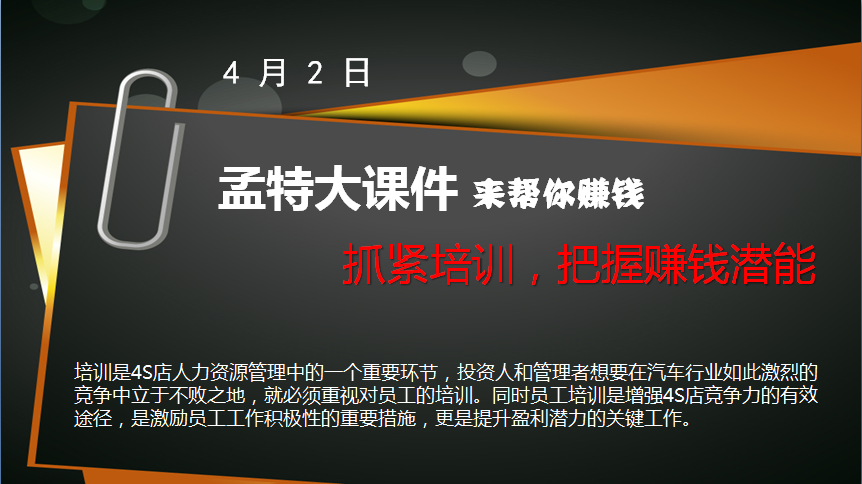 4 月 2 日
孟特大课件 来帮你赚钱
抓紧培训，把握赚钱潜能
培训是4S店人力资源管理中的一个重要环节，投资人和管理者想要在汽车行业如此激烈的
竞争中立于不败之地，就必须重视对员工的培训。同时员工培训是增强4S店竞争力的有效
途径，是激励员工工作积极性的重要措施，更是提升盈利潜力的关键工作。